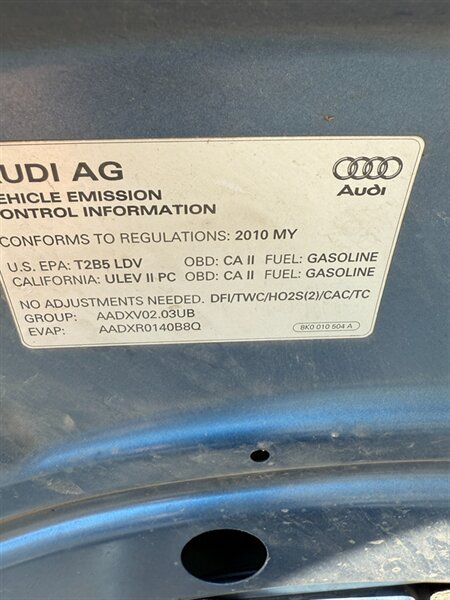 AUDI AG
Audi
VEHICLE EMISSION
CONTROL INFORMATION
CONFORMS TO REGULATIONS: 2010 MY
U.S. EPA: T2B5 LDV OBD: CA II FUEL: GASOLINE
CALIFORNIA: ULEV II PC OBD: CA II FUEL: GASOLINE
NO ADJUSTMENTS NEEDED. DFI/TWC/HO2S(2)/CAC/TC
GROUP: AADXV02.03UB
EVAP: AADXR0140B8Q
8K0 010 504 A